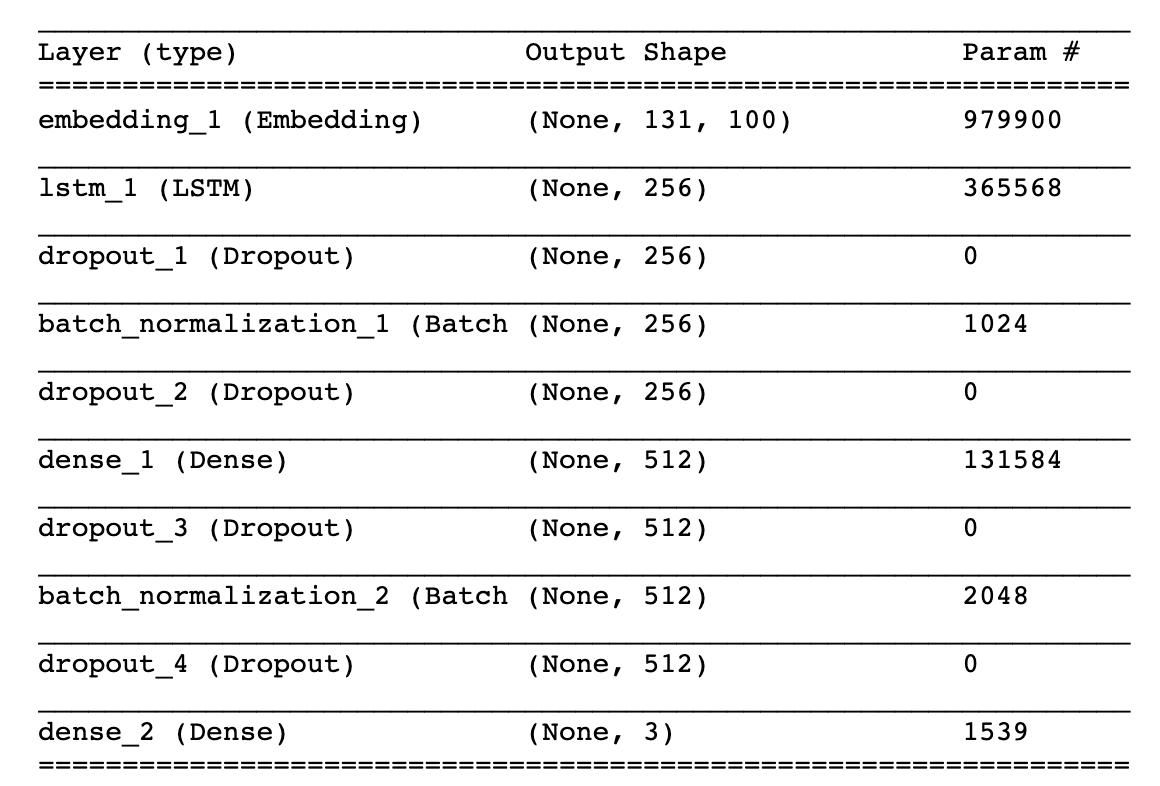 Layer (type) Output Shape Param #
=================================================================
embedding_1 (Embedding) (None, 131, 100) 979900
lstm_1 (LSTM) (None, 256) 365568
dropout_1 (Dropout) (None, 256) 0
batch_normalization_1 (Batch (None, 256) 1024
dropout_2 (Dropout) (None, 256) 0
dense_1 (Dense) (None, 512) 131584
dropout_3 (Dropout) (None, 512) 0
batch_normalization_2 (Batch (None, 512) 2048
dropout_4 (Dropout) (None, 512) 0
dense_2 (Dense) (None, 3) 1539
=================================================================